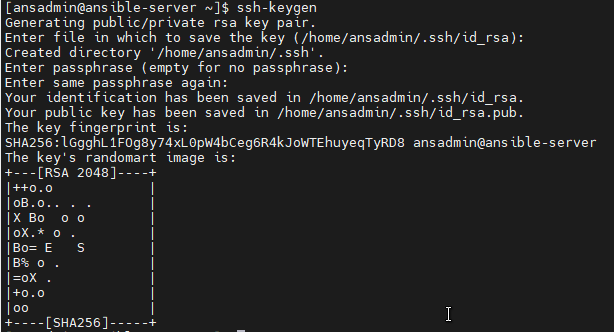 [ansadmin@ansible-server ~]$ ssh-keygen
Generating public/private rsa key pair.
Enter file in which to save the key (/home/ansadmin/.ssh/id_rsa):
Created directory '/home/ansadmin/.ssh'.
Enter passphrase (empty for no passphrase):
Enter same passphrase again:
Your identification has been saved in /home/ansadmin/.ssh/id_rsa.
Your public key has been saved in /home/ansadmin/.ssh/id_rsa.pub.
The key fingerprint is:
SHA256:lGgghL1FOg8y74xL0pW4bCeg6R4kJoWTEhuyeqTyRD8 ansadmin@ansible-server
The key's randomart image is:
+---[RSA 2048]----+
|++o.o            |
|oB.o.. . .       |
|X Bo  o o        |
|oX.* o .         |
|Bo= E   S        |
|B% o .           |
|=oX .            |
|+o.o             |
|oo               |
+----[SHA256]-----+